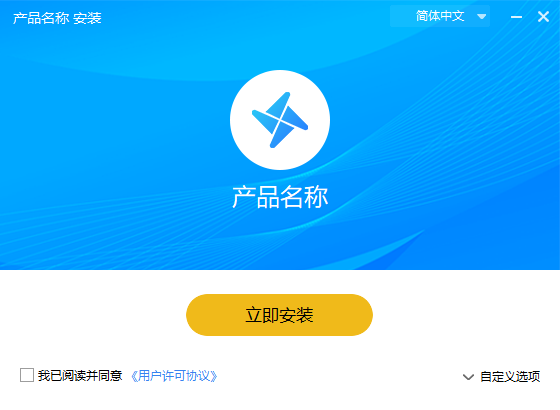 产品名称 安装
简体中文
产品名称
立即安装
我已阅读并同意 《用户许可协议》
自定义选项